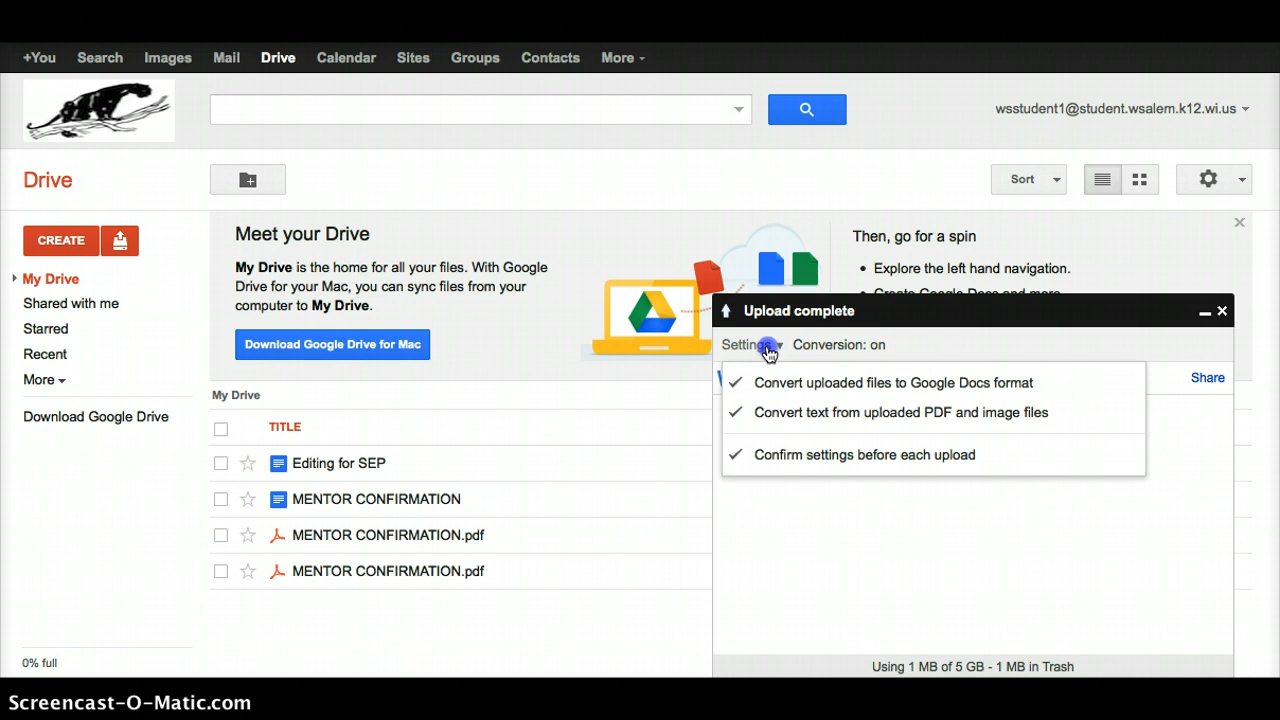 +You Search Images Mail Drive Calendar Sites Groups Contacts More
wsstudent1@student.wsalem.k12.wi.us
Drive
Sort
CREATE
My Drive
Shared with me
Starred
Recent
More
Download Google Drive
0% full
Meet your Drive
My Drive is the home for all your files. With Google
Drive for your Mac, you can sync files from your
computer to My Drive.
Download Google Drive for Mac
Then, go for a spin
• Explore the left hand navigation.
My Drive
TITLE
Editing for SEP
MENTOR CONFIRMATION
MENTOR CONFIRMATION.pdf
MENTOR CONFIRMATION.pdf
Upload complete
Settings Conversion: on
Share
Convert uploaded files to Google Docs format
Convert text from uploaded PDF and image files
Confirm settings before each upload
Using 1 MB of 5 GB - 1 MB in Trash
Screencast-O-Matic.com